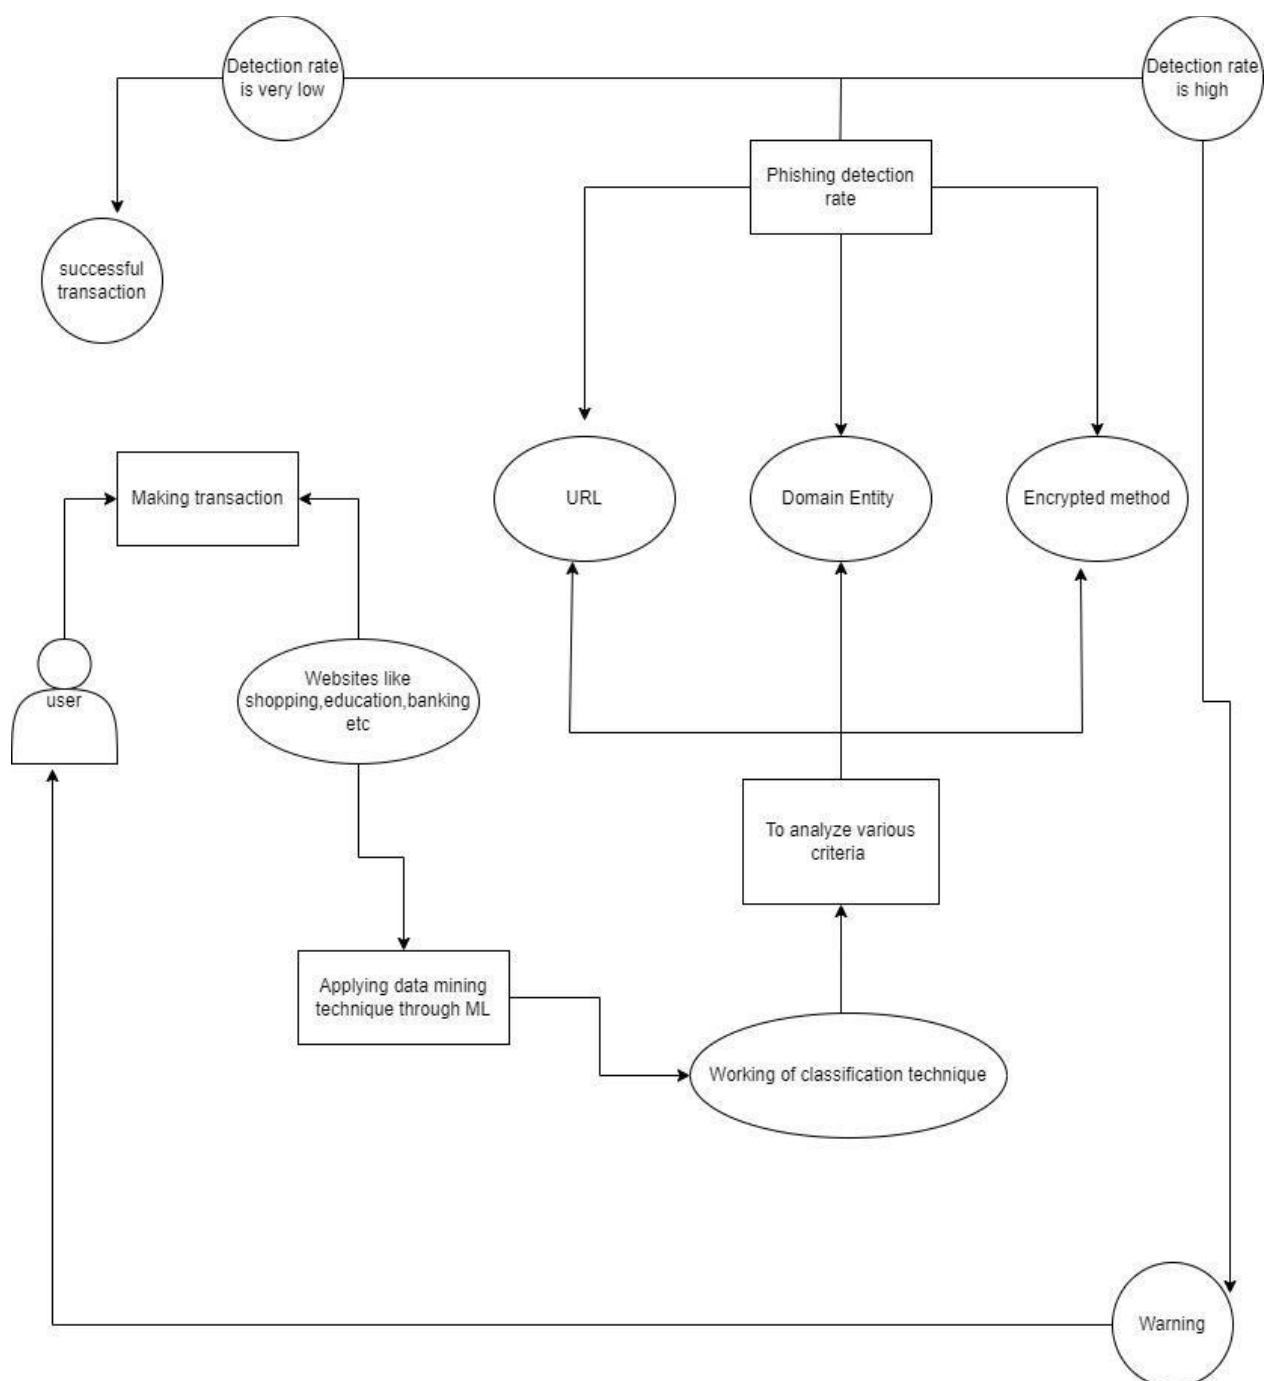 Detection rate
is very low
Detection rate
is high
Phishing detection
rate
successful
transaction
Making transaction
URL
Domain Entity
Encrypted method
user
Websites like
shopping,education,banking
etc
To analyze various
criteria
Applying data mining
technique through ML
Working of classification technique
Warning